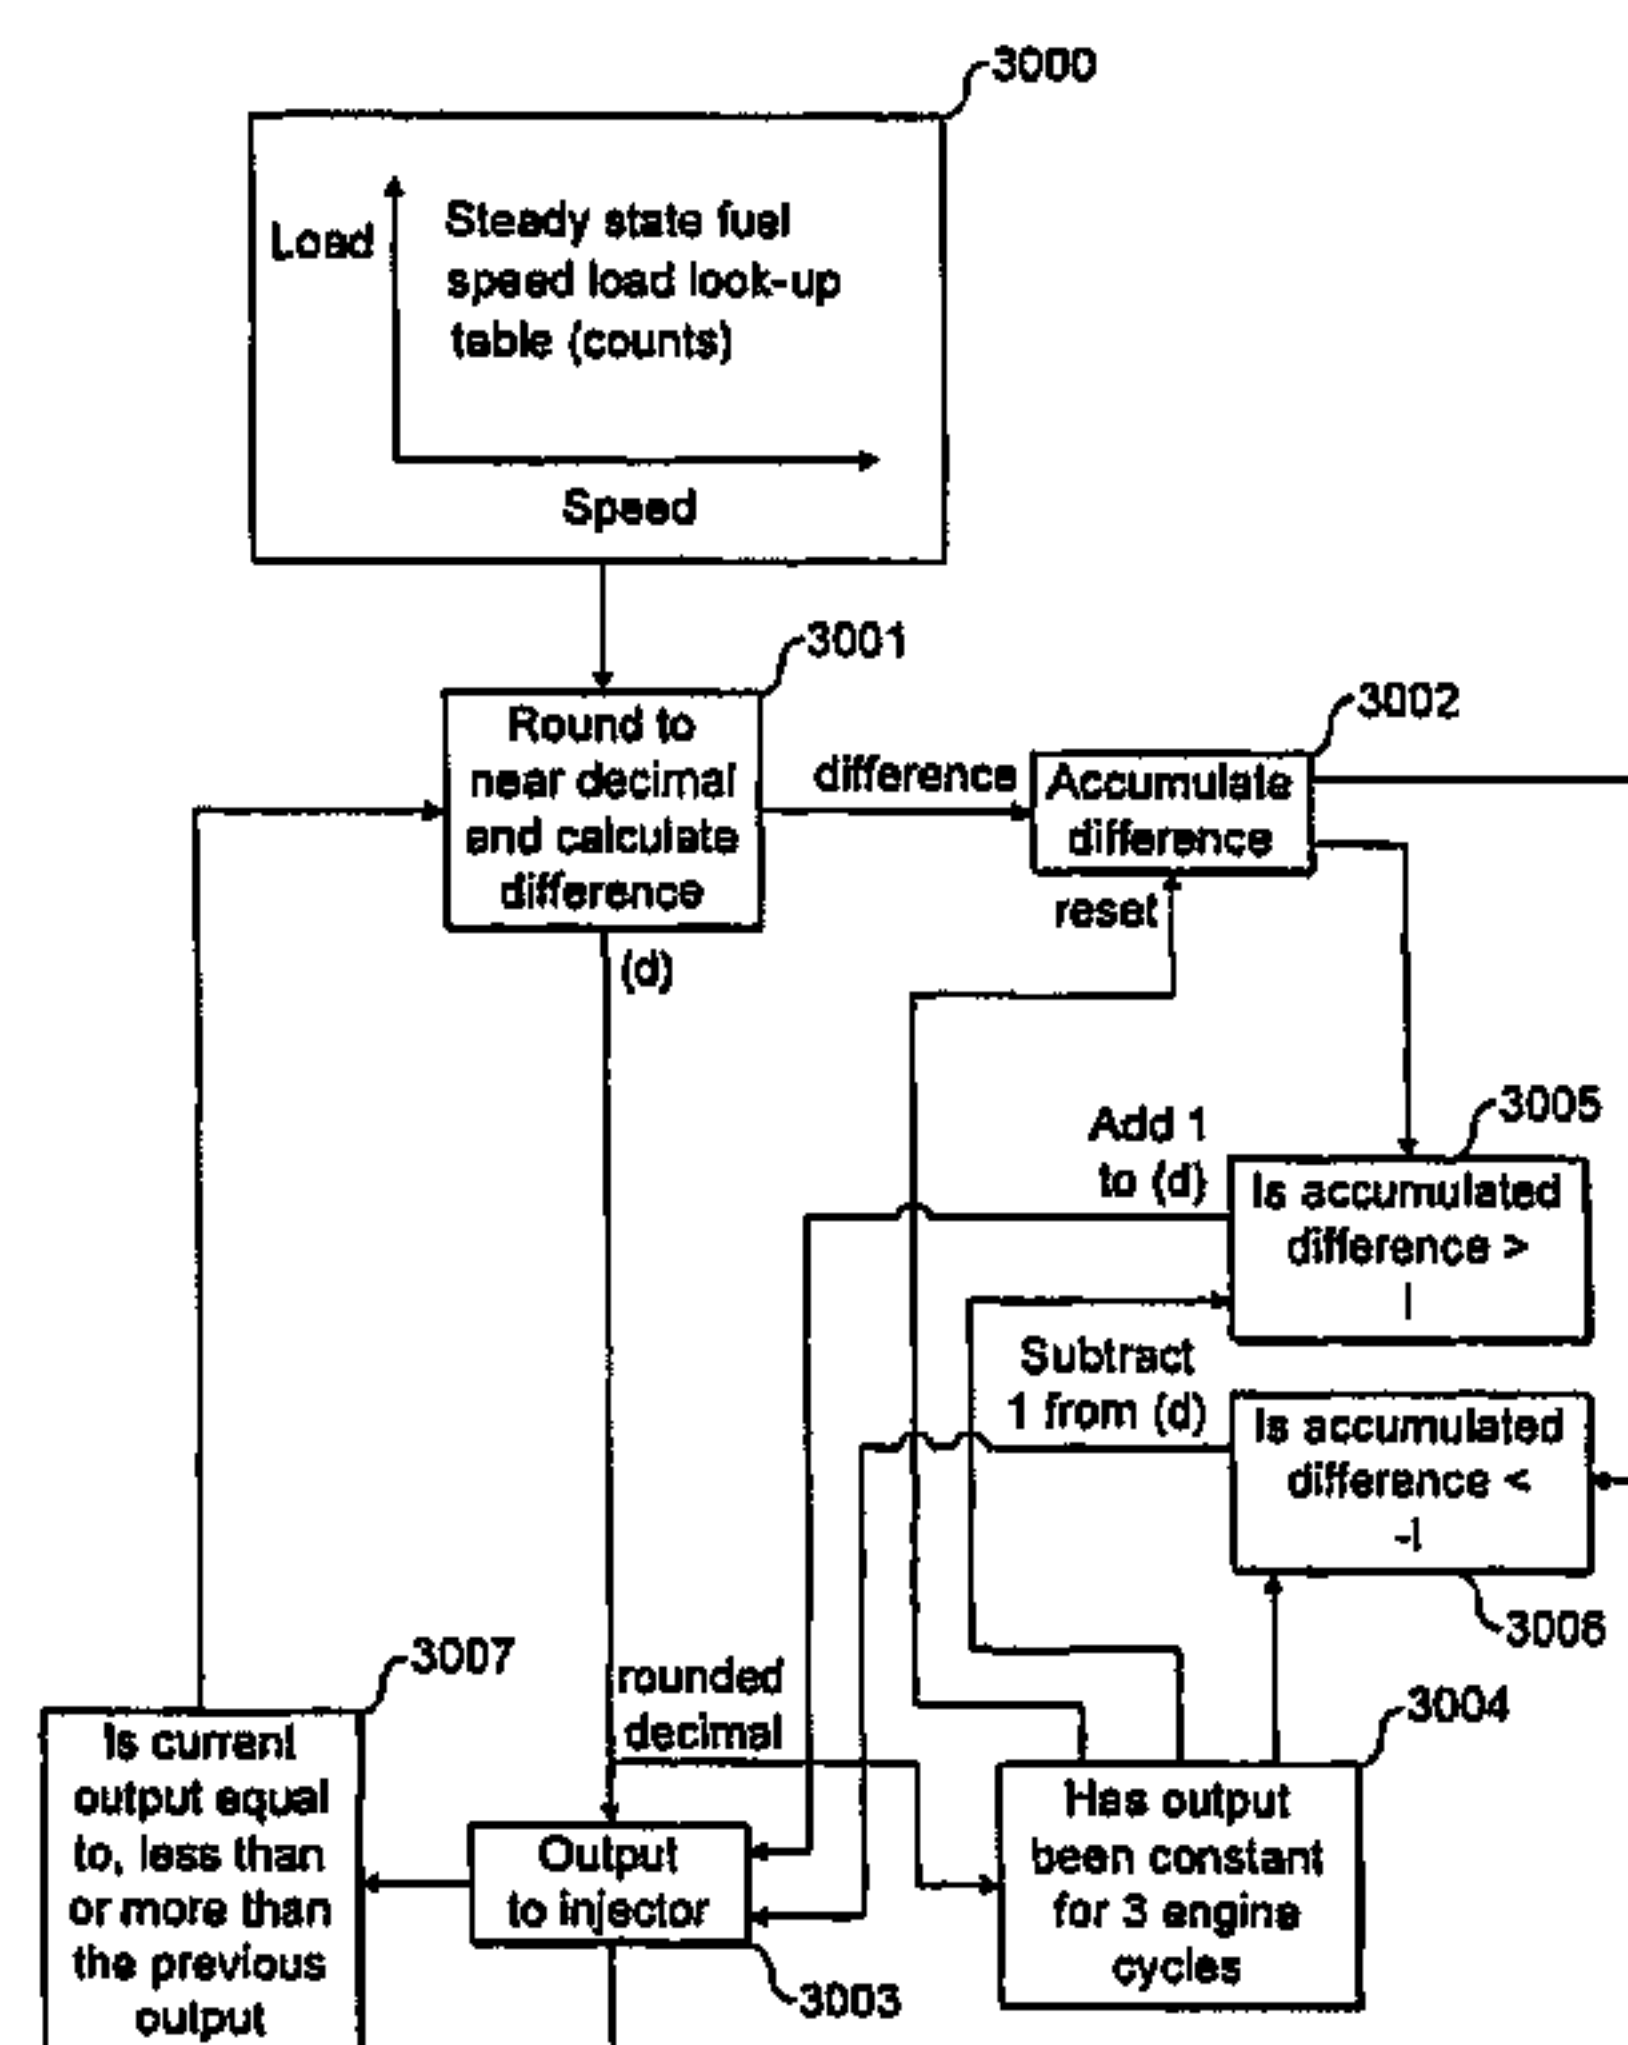 3000
Load
Steady state fuel
speed load look-up
table (counts)
Speed
3001
Round to
near decimal
and calculate
difference
(d)
difference
3002
Accumulate
difference
reset
3005
Add 1
to (d)
Is accumulated
difference >
1
Subtract
1 from (d)
Is accumulated
difference <
-1
3006
3007
Is current
output equal
to, less than
or more than
the previous
output
rounded
decimal
Output
to injector
3003
3004
Has output
been constant
for 3 engine
cycles